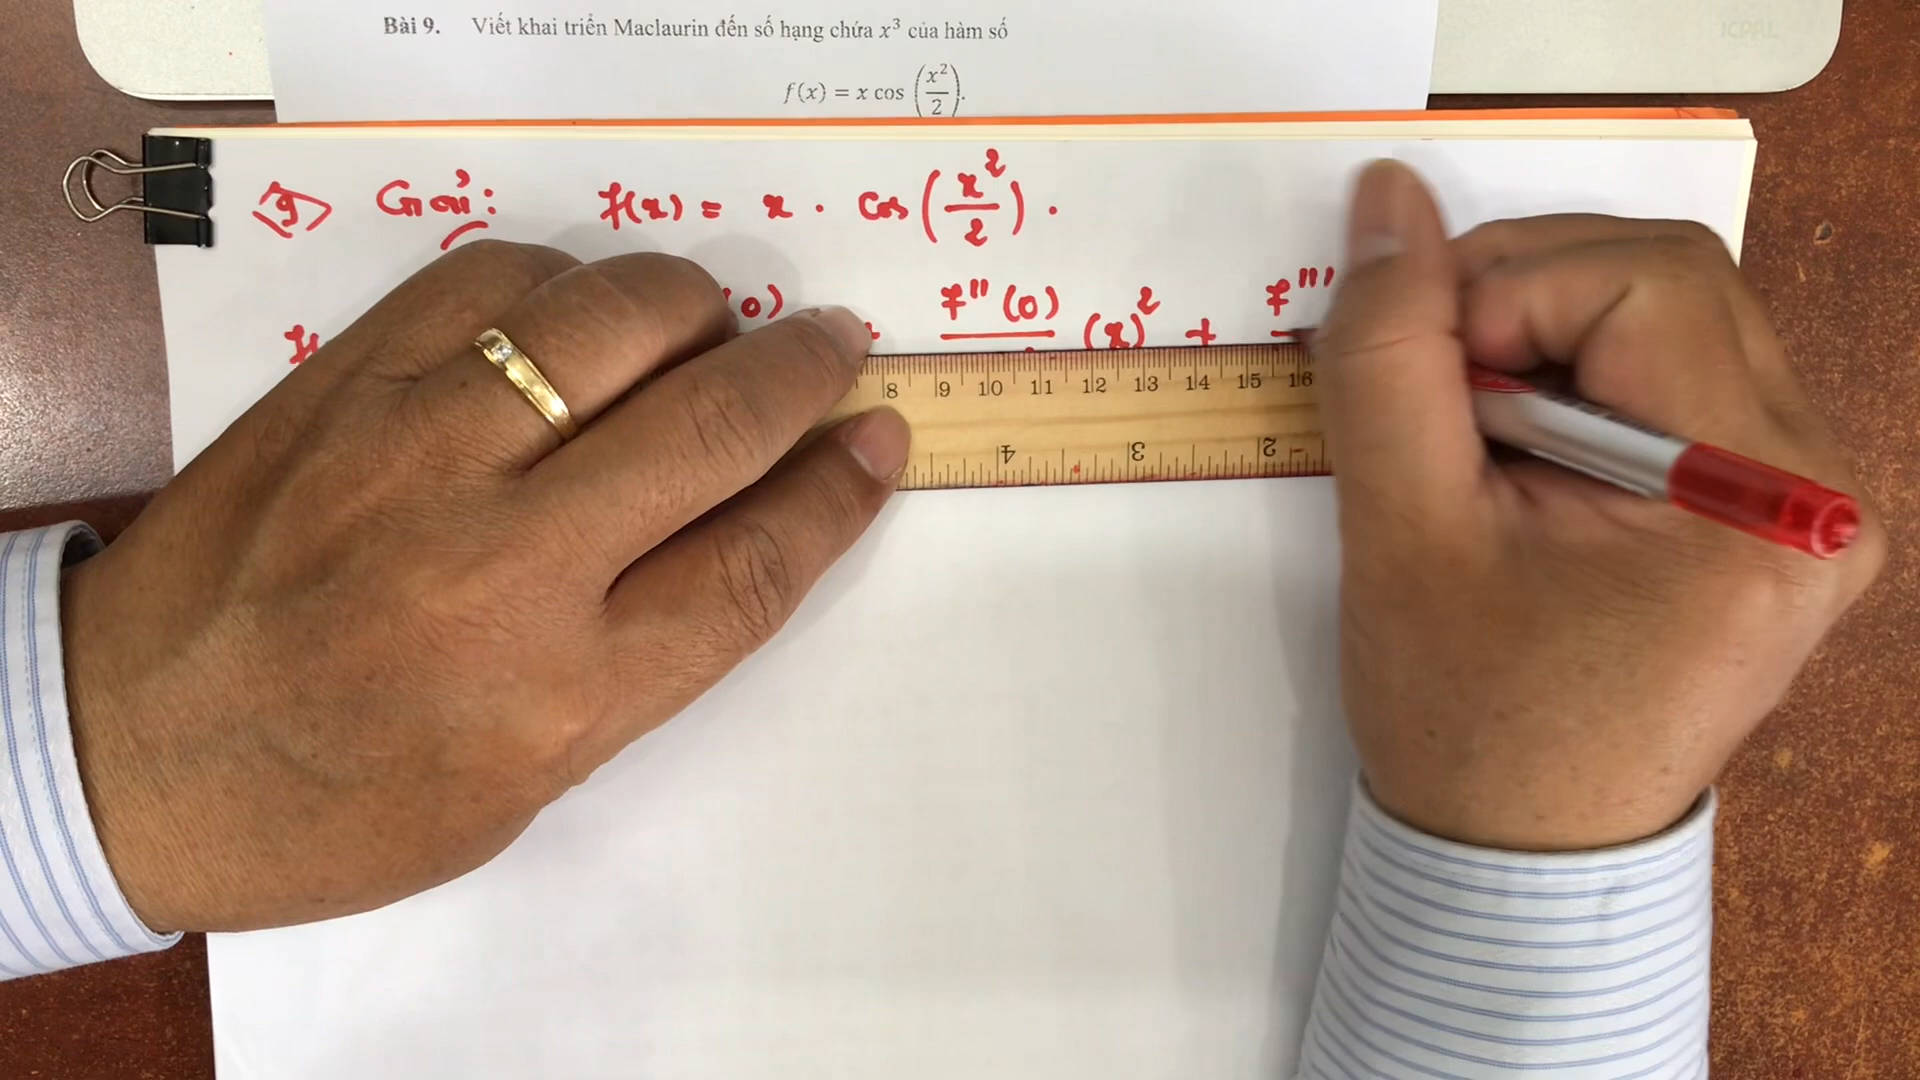 Bài 9. Viết khai triển Maclaurin đến số hạng chứa x³ của hàm số
f(x) = x cos (x²/2).
9 Giải: f(x) = x . cos (x²/2) .
(0) + f''(0) (x)² + f'''
8 9 10 11 12 13 14 15 16
4 3 2